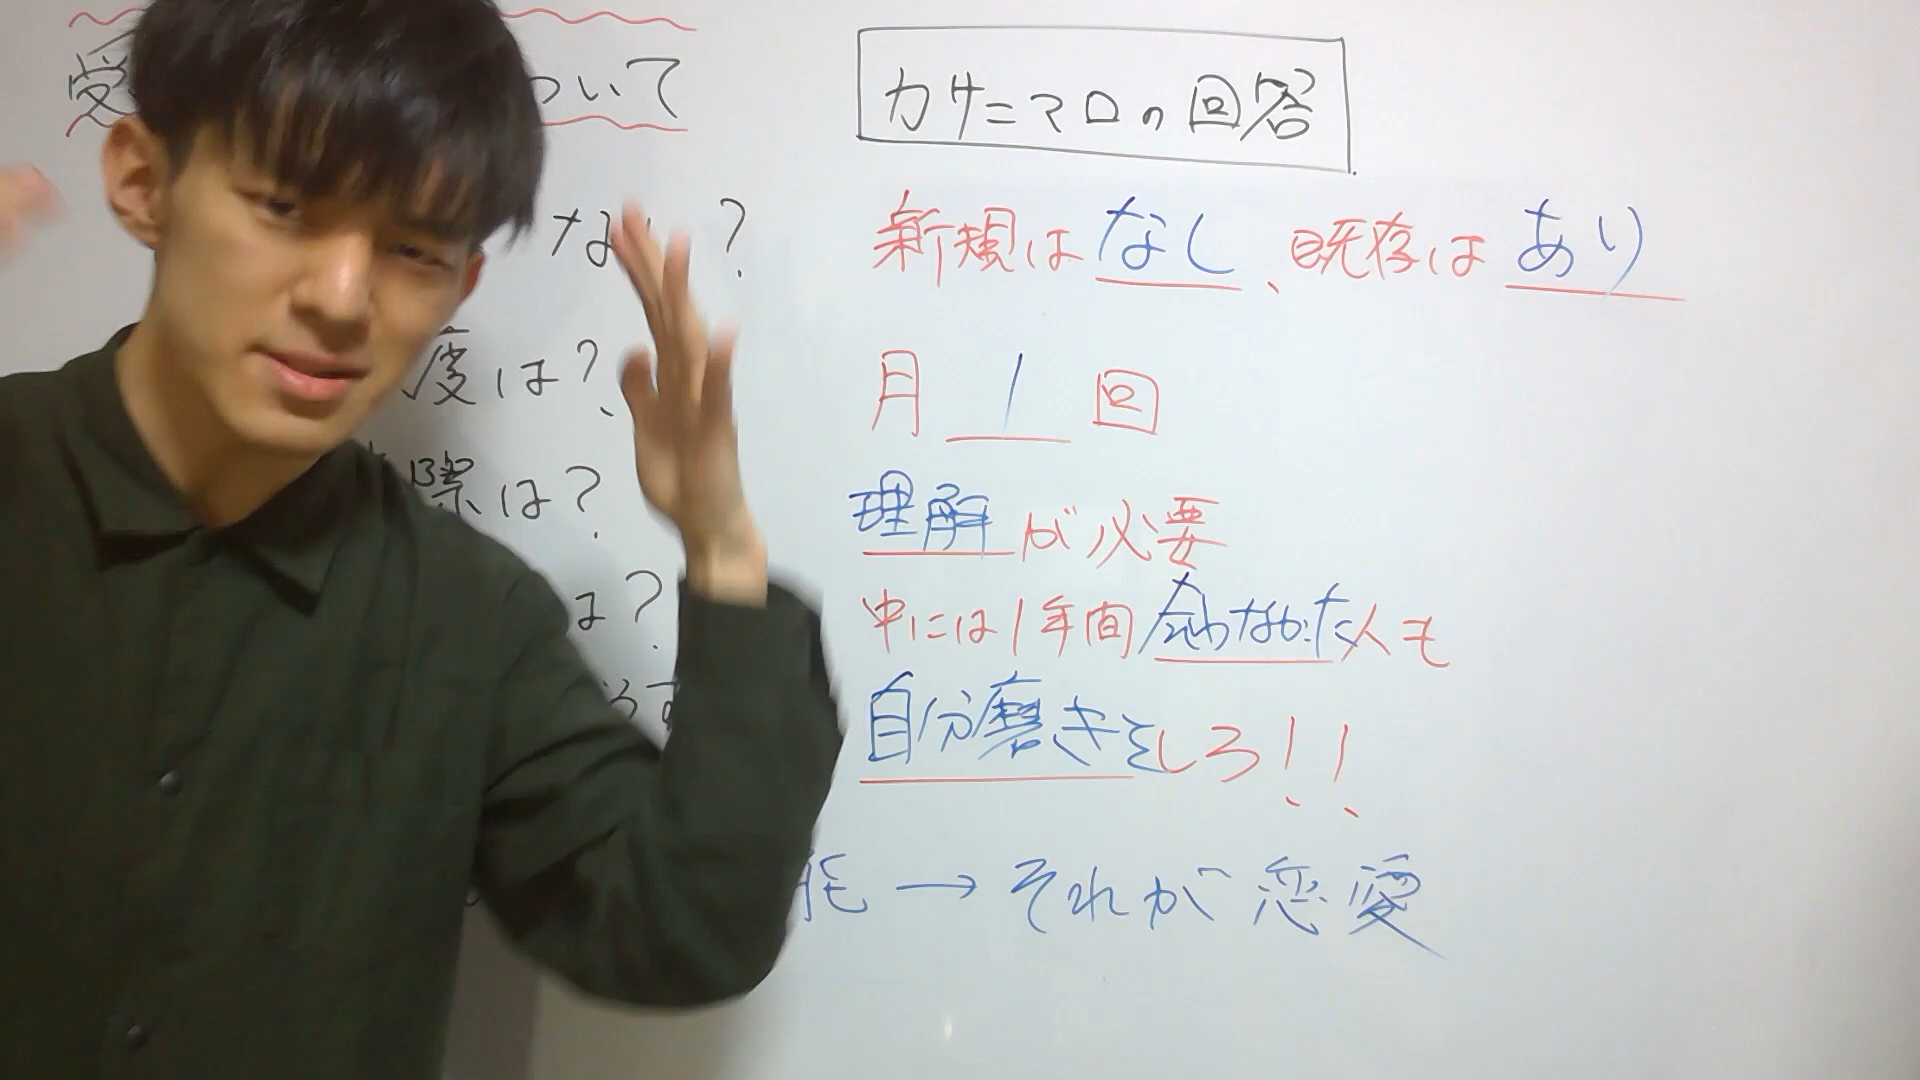 受 ついて
カサニマロの回答
ない?
新規はなし、既存はあり
度は?
月1回
際は?
理解が必要
は?
中には1年間会わなかった人も
自分磨きをしろ!!
→それが恋愛